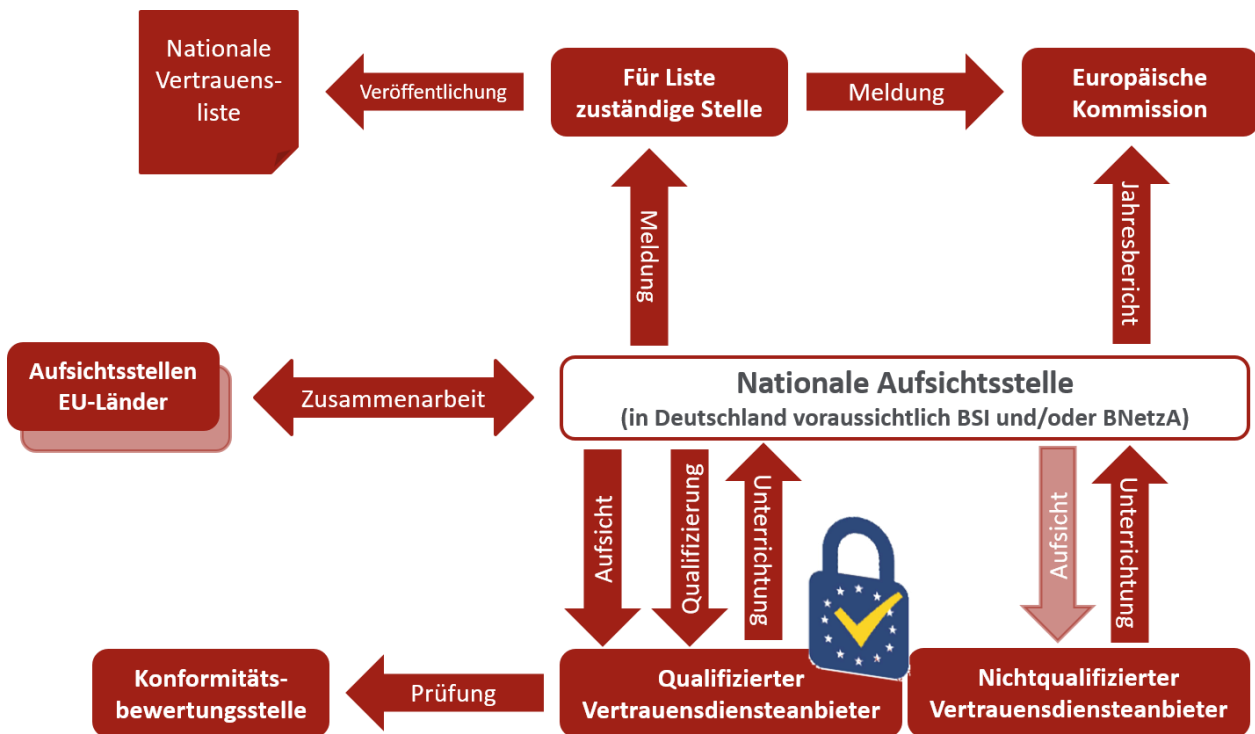 Nationale
Vertrauens-
liste
Veröffentlichung
Für Liste
zuständige Stelle
Meldung
Europäische
Kommission
Meldung
Jahresbericht
Aufsichtsstellen
EU-Länder
Zusammenarbeit
Nationale Aufsichtsstelle
(in Deutschland voraussichtlich BSI und/oder BNetzA)
Aufsicht
Qualifizierung
Unterrichtung
Aufsicht
Unterrichtung
Konformitäts-
bewertungsstelle
Prüfung
Qualifizierter
Vertrauensdiensteanbieter
Nichtqualifizierter
Vertrauensdiensteanbieter